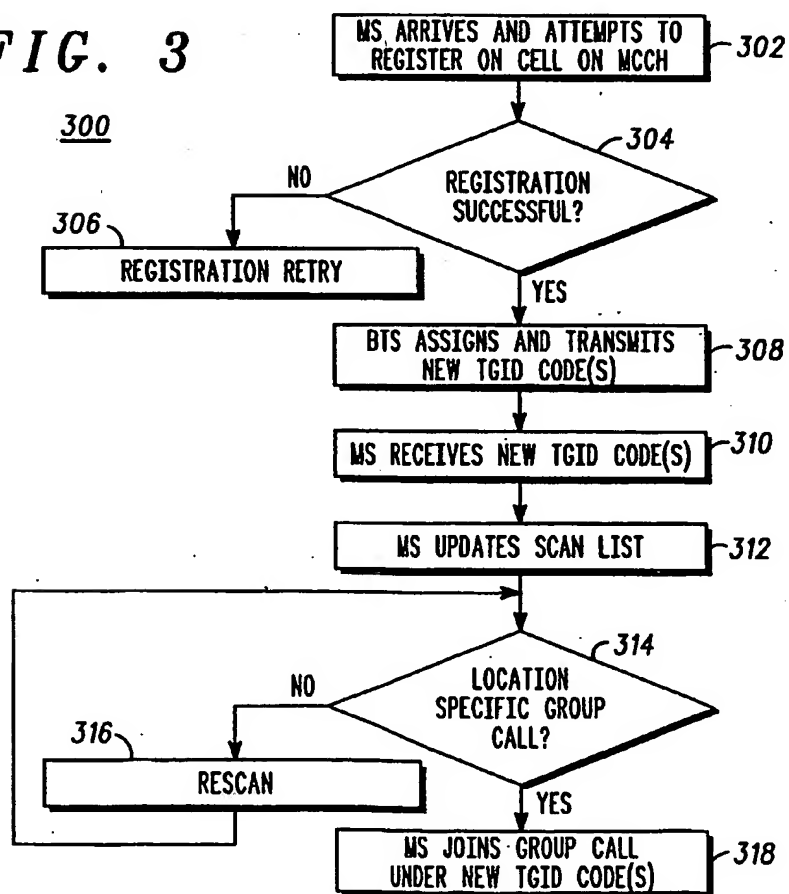 FIG. 3
300
MS ARRIVES AND ATTEMPTS TO
REGISTER ON CELL ON MCCH
302
304
REGISTRATION
SUCCESSFUL?
NO
YES
306
REGISTRATION RETRY
BTS ASSIGNS AND TRANSMITS
NEW TGID CODE(S)
308
MS RECEIVES NEW TGID CODE(S)
310
MS UPDATES SCAN LIST
312
314
LOCATION
SPECIFIC GROUP
CALL?
NO
YES
316
RESCAN
MS JOINS GROUP CALL
UNDER NEW TGID CODE(S)
318